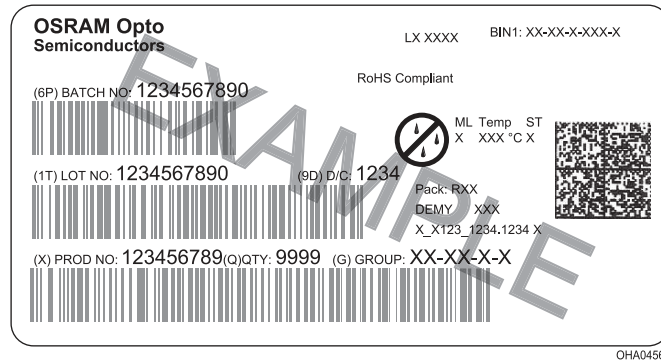 OSRAM Opto
Semiconductors
LX XXXX
BIN1: XX-XX-X-XXX-X
RoHS Compliant
(6P) BATCH NO: 1234567890
ML Temp ST
X XXX °C X
(1T) LOT NO: 1234567890
(9D) D/C: 1234
Pack: RXX
DEMY XXX
X_X123_1234.1234 X
(X) PROD NO: 123456789(Q)QTY: 9999 (G) GROUP: XX-XX-X-X
EXAMPLE